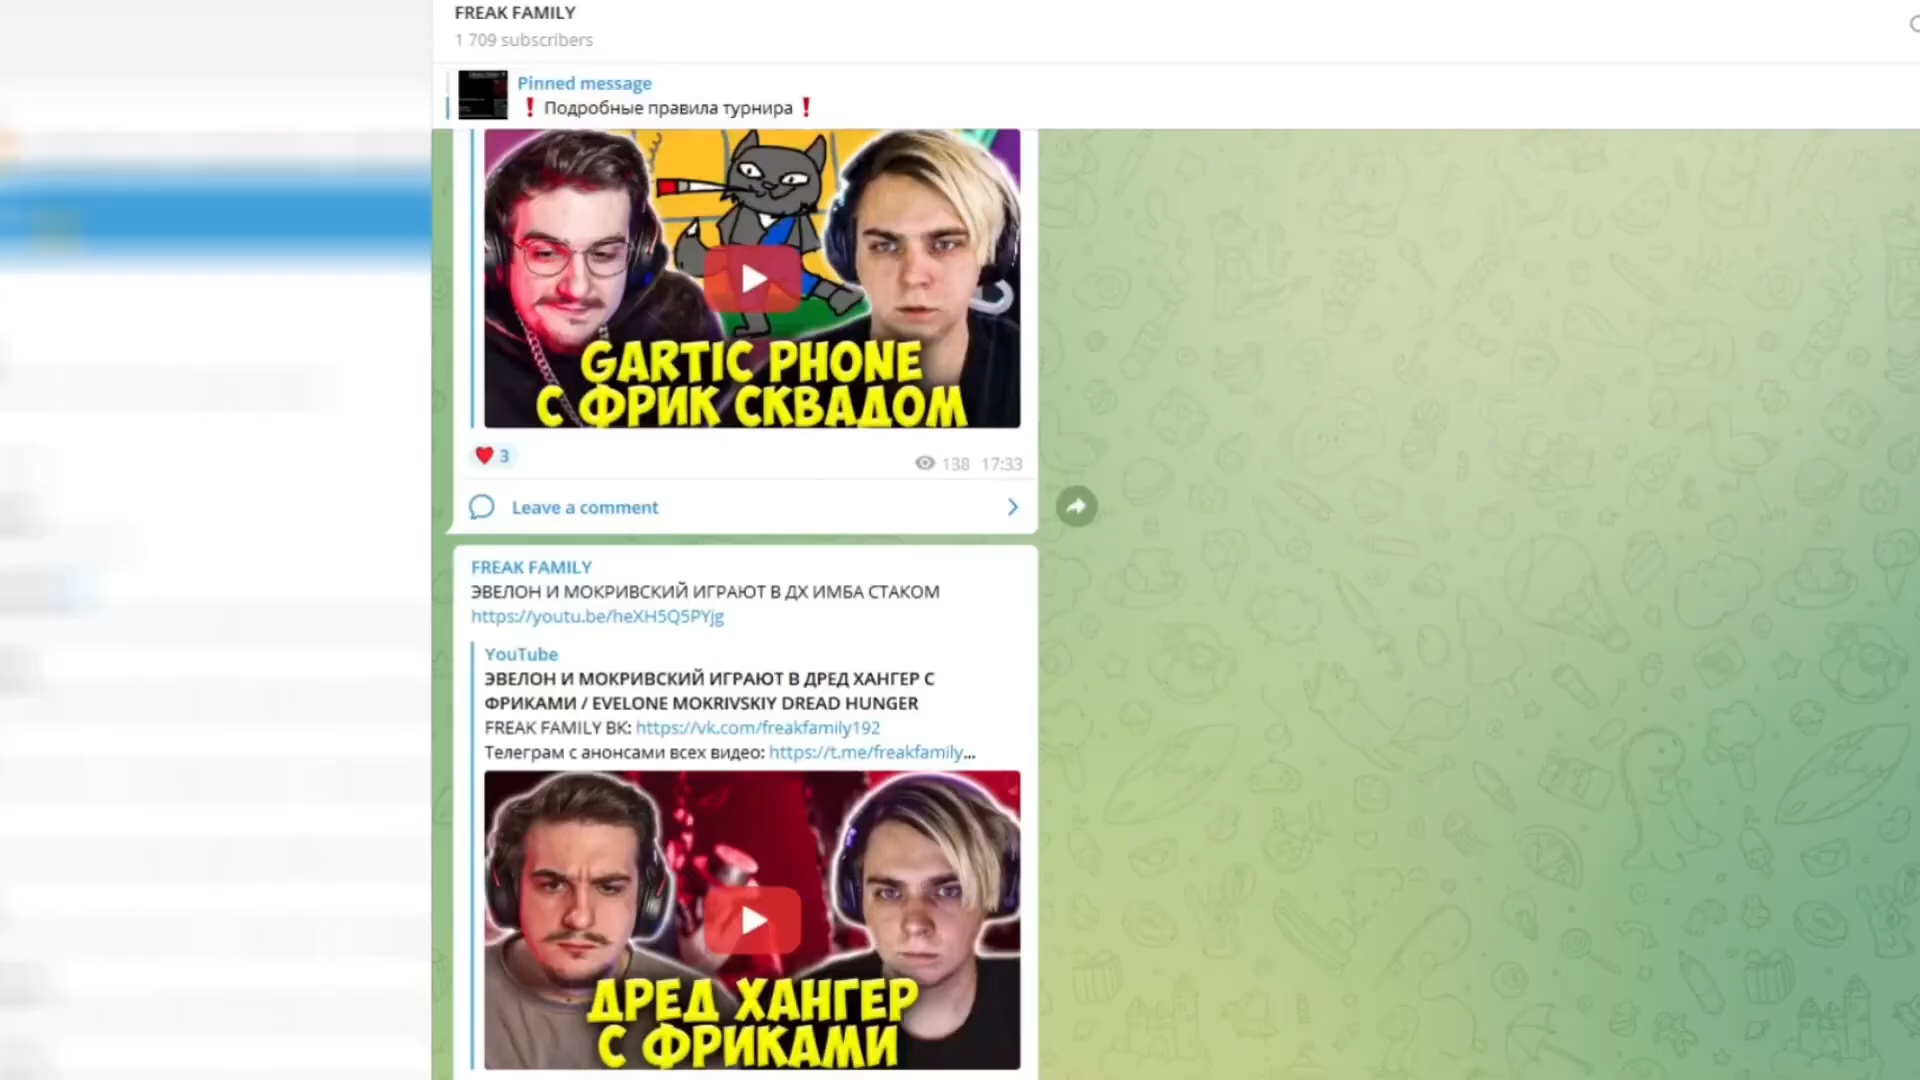 FREAK FAMILY
1 709 subscribers
Pinned message
❗ Подробные правила турнира ❗
GARTIC PHONE
С ФРИК СКВАДОМ
❤ 3
138 17:33
Leave a comment
FREAK FAMILY
ЭВЕЛОН И МОКРИВСКИЙ ИГРАЮТ В ДХ ИМБА СТАКОМ
https://youtu.be/heXH5Q5PYjg
YouTube
ЭВЕЛОН И МОКРИВСКИЙ ИГРАЮТ В ДРЕД ХАНГЕР С
ФРИКАМИ / EVELONE MOKRIVSKIY DREAD HUNGER
FREAK FAMILY ВК: https://vk.com/freakfamily192
Телеграм с анонсами всех видео: https://t.me/freakfamily...
ДРЕД ХАНГЕР
С ФРИКАМИ